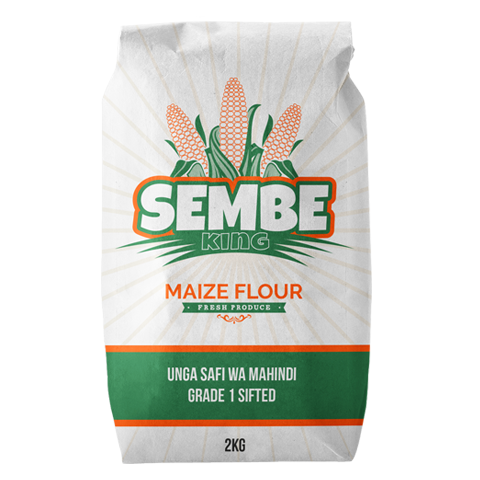 SEMBE
KING
MAIZE FLOUR
• FRESH PRODUCE •
UNGA SAFI WA MAHINDI
GRADE 1 SIFTED
2KG